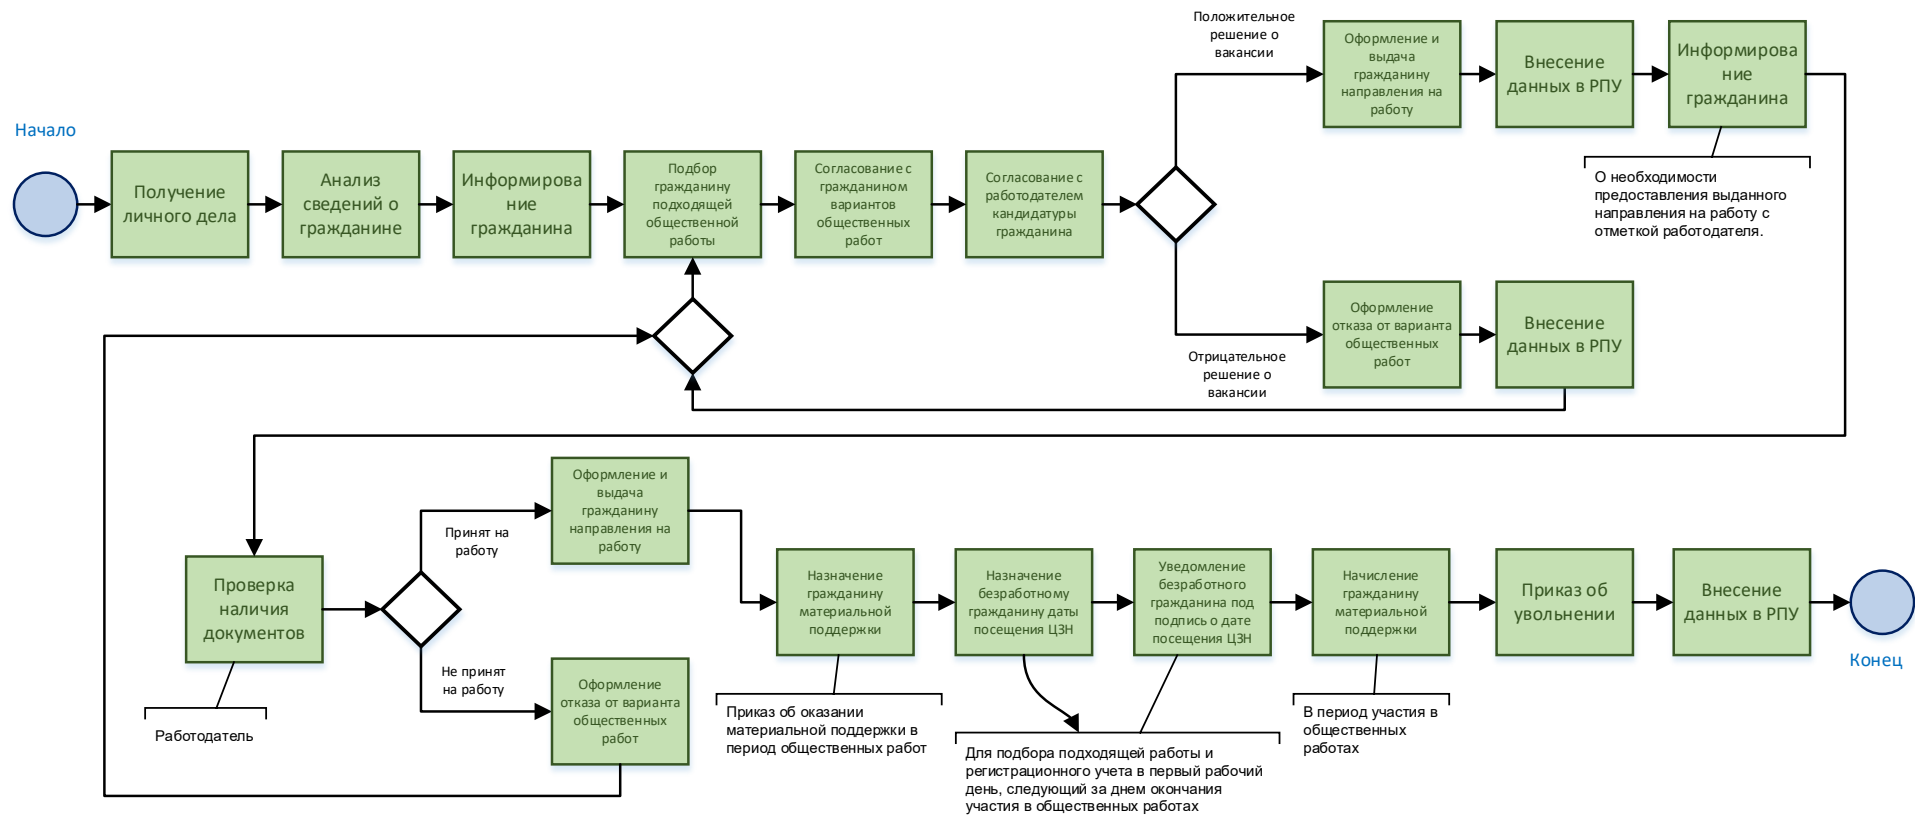 Начало
Получение
личного дела
Анализ
сведений о
гражданине
Информирова
ние
гражданина
Подбор
гражданину
подходящей
общественной
работы
Согласование с
гражданином
вариантов
общественных
работ
Согласование с
работодателем
кандидатуры
гражданина
Положительное
решение о
вакансии
Оформление и
выдача
гражданину
направления на
работу
Внесение
данных в РПУ
Информирова
ние
гражданина
О необходимости
предоставления выданного
направления на работу с
отметкой работодателя.
Отрицательное
решение о
вакансии
Оформление
отказа от варианта
общественных
работ
Внесение
данных в РПУ
Проверка
наличия
документов
Работодатель
Принят на
работу
Оформление и
выдача
гражданину
направления на
работу
Не принят
на работу
Оформление
отказа от варианта
общественных
работ
Назначение
гражданину
материальной
поддержки
Приказ об оказании
материальной поддержки в
период общественных работ
Назначение
безработному
гражданину даты
посещения ЦЗН
Уведомление
безработного
гражданина под
подпись о дате
посещения ЦЗН
Для подбора подходящей работы и
регистрационного учета в первый рабочий
день, следующий за днем окончания
участия в общественных работах
Начисление
гражданину
материальной
поддержки
В период участия в
общественных
работах
Приказ об
увольнении
Внесение
данных в РПУ
Конец